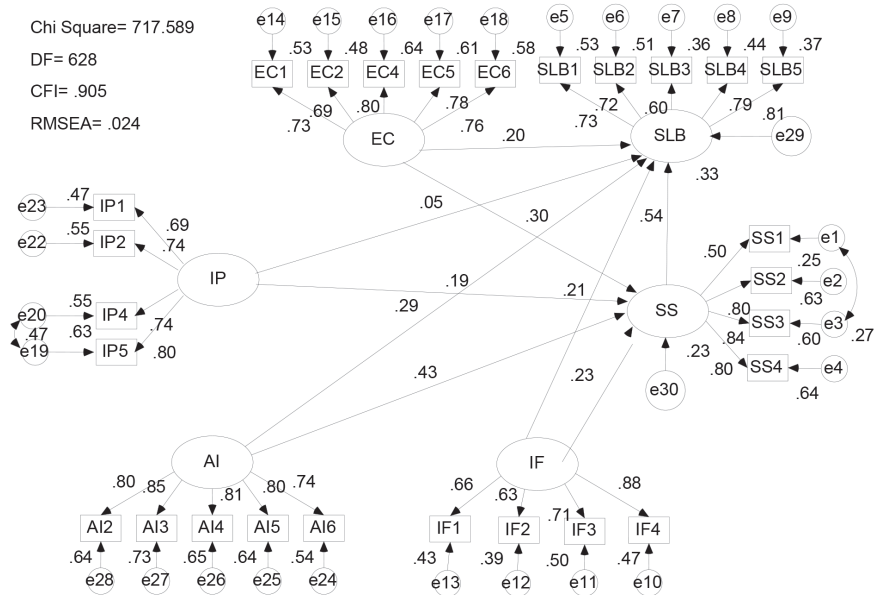 Chi Square= 717.589
DF= 628
CFI= .905
RMSEA= .024
e14 e15 e16 e17 e18
.53 .48 .64 .61 .58
EC1 EC2 EC4 EC5 EC6
.73 .69 .80 .78 .76
EC
e5 e6 e7 e8 e9
.53 .51 .36 .44 .37
SLB1 SLB2 SLB3 SLB4 SLB5
.73 .72 .60 .79 .81
SLB
e29
.33
.20
.05
.30
.54
.19
.29
.21
.43
.23
.23
e23 .47 IP1 .69
e22 .55 IP2 .74
IP
e20 .55 IP4 .74
.47
e19 .63 IP5 .80
SS
e30
.50 SS1 e1
.25
SS2 e2
.63
.80 SS3 e3
.84 .60 .27
.80 SS4 e4
.64
AI
.80 .85 .81 .80 .74
AI2 AI3 AI4 AI5 AI6
.64 .73 .65 .64 .54
e28 e27 e26 e25 e24
IF
.66 .63 .71 .88
IF1 IF2 IF3 IF4
.43 .39 .50 .47
e13 e12 e11 e10